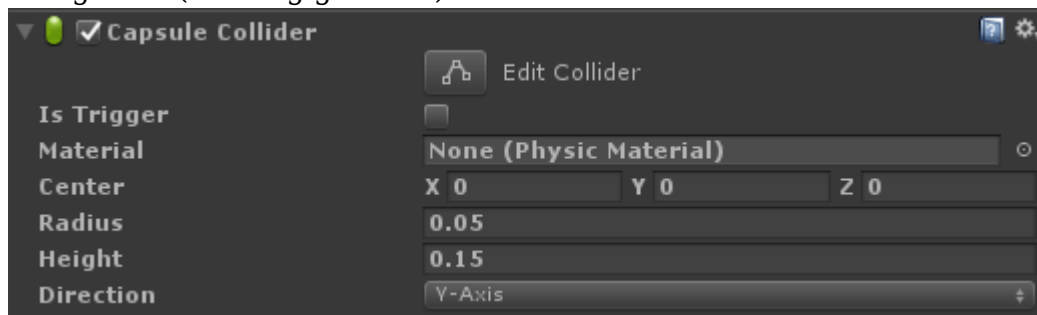 Capsule Collider
Edit Collider
Is Trigger
Material None (Physic Material)
Center X 0 Y 0 Z 0
Radius 0.05
Height 0.15
Direction Y-Axis